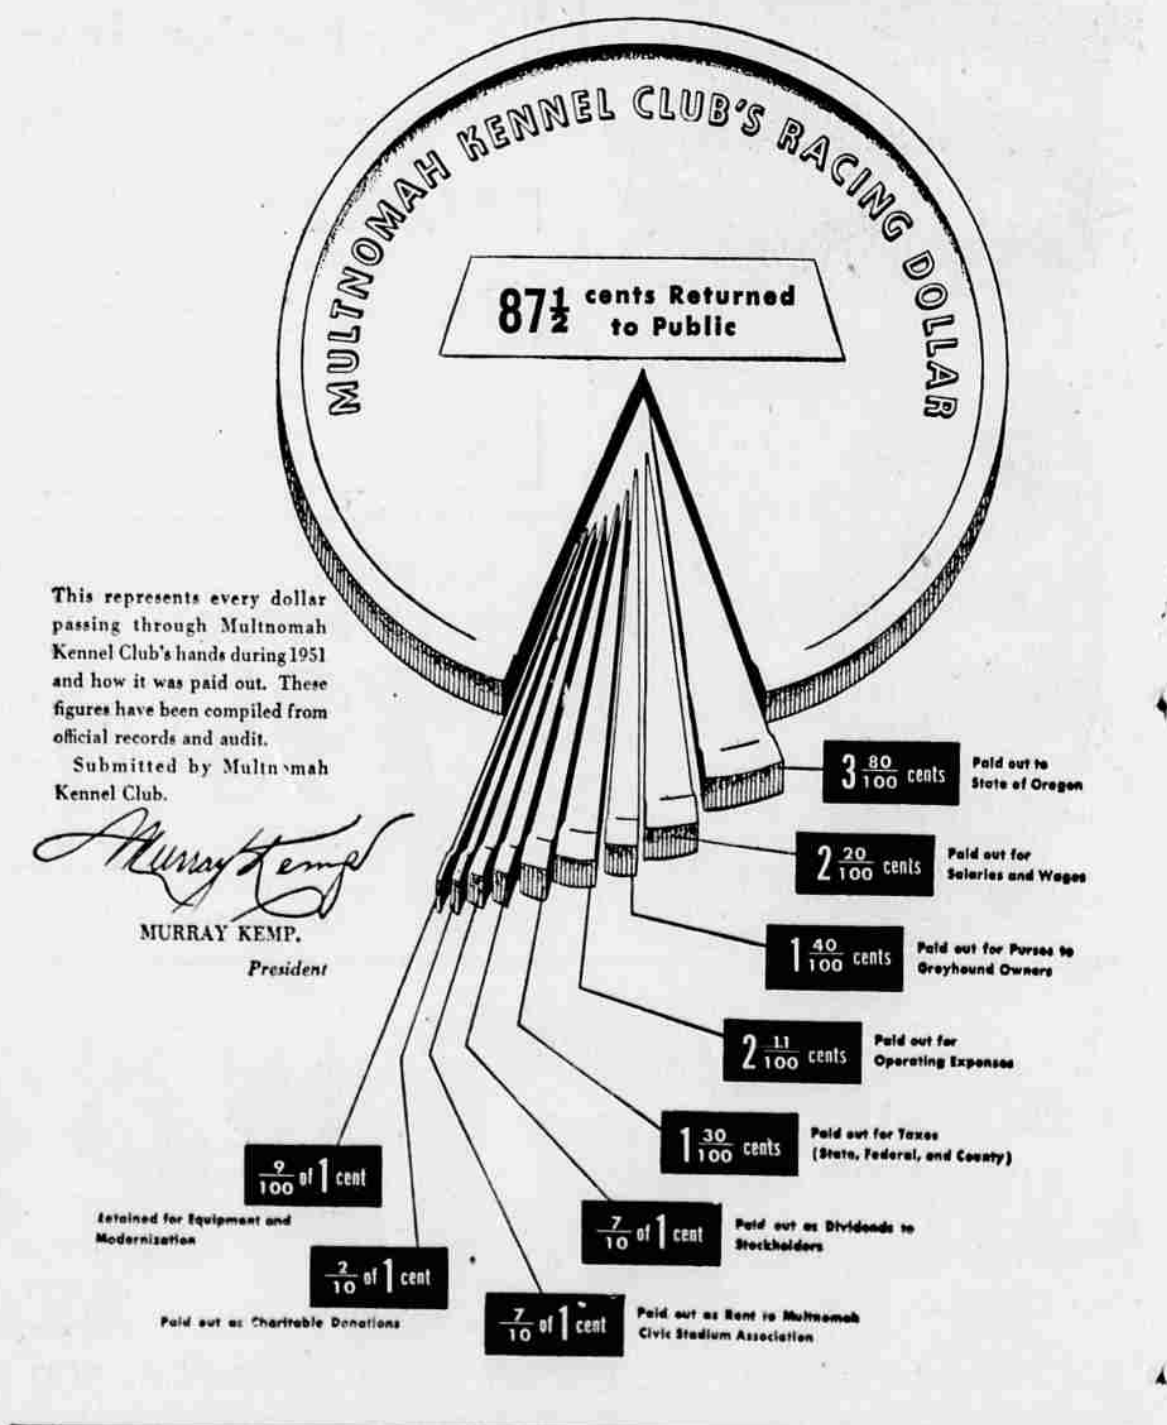 MULTNOMAH KENNEL CLUB'S RACING DOLLAR
87½ cents Returned
to Public
This represents every dollar
passing through Multnomah
Kennel Club's hands during 1951
and how it was paid out. These
figures have been compiled from
official records and audit.
Submitted by Multnomah
Kennel Club.
Murray Kemp
MURRAY KEMP.
President
3 80/100 cents
Paid out to
State of Oregon
2 20/100 cents
Paid out for
Salaries and Wages
1 40/100 cents
Paid out for Purses to
Greyhound Owners
2 11/100 cents
Paid out for
Operating Expenses
1 30/100 cents
Paid out for Taxes
(State, Federal, and County)
7/10 of 1 cent
Paid out as Dividends to
Stockholders
7/10 of 1 cent
Paid out as Rent to Multnomah
Civic Stadium Association
2/10 of 1 cent
Paid out as Charitable Donations
9/100 of 1 cent
Retained for Equipment and
Modernization